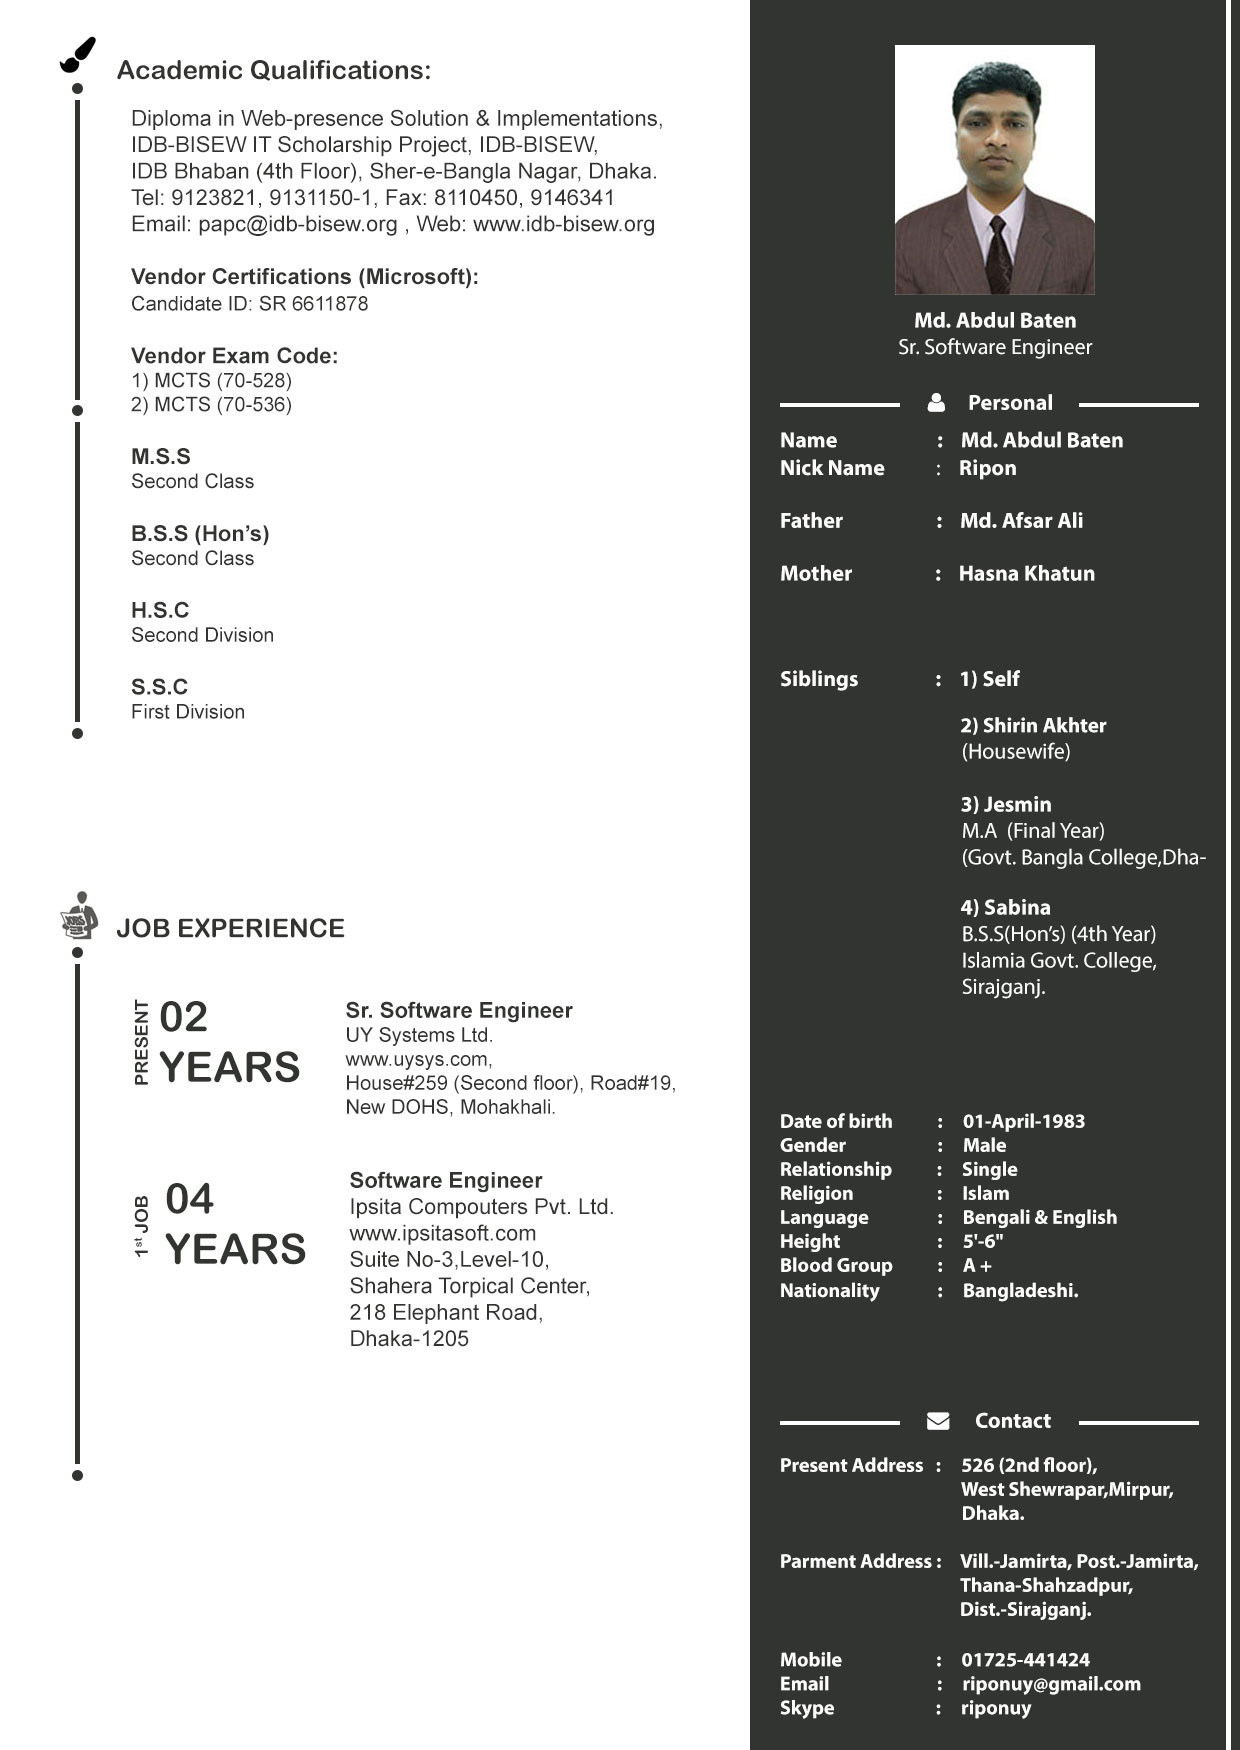 Academic Qualifications:
Diploma in Web-presence Solution & Implementations,
IDB-BISEW IT Scholarship Project, IDB-BISEW,
IDB Bhaban (4th Floor), Sher-e-Bangla Nagar, Dhaka.
Tel: 9123821, 9131150-1, Fax: 8110450, 9146341
Email: papc@idb-bisew.org , Web: www.idb-bisew.org
Vendor Certifications (Microsoft):
Candidate ID: SR 6611878
Vendor Exam Code:
1) MCTS (70-528)
2) MCTS (70-536)
M.S.S
Second Class
B.S.S (Hon’s)
Second Class
H.S.C
Second Division
S.S.C
First Division
JOBS
JOB EXPERIENCE
PRESENT
02
YEARS
Sr. Software Engineer
UY Systems Ltd.
www.uysys.com,
House#259 (Second floor), Road#19,
New DOHS, Mohakhali.
1st JOB
04
YEARS
Software Engineer
Ipsita Compouters Pvt. Ltd.
www.ipsitasoft.com
Suite No-3,Level-10,
Shahera Torpical Center,
218 Elephant Road,
Dhaka-1205
Md. Abdul Baten
Sr. Software Engineer
Personal
Name : Md. Abdul Baten
Nick Name : Ripon
Father : Md. Afsar Ali
Mother : Hasna Khatun
Siblings : 1) Self
2) Shirin Akhter
(Housewife)
3) Jesmin
M.A (Final Year)
(Govt. Bangla College,Dha-
4) Sabina
B.S.S(Hon’s) (4th Year)
Islamia Govt. College,
Sirajganj.
Date of birth : 01-April-1983
Gender : Male
Relationship : Single
Religion : Islam
Language : Bengali & English
Height : 5'-6"
Blood Group : A +
Nationality : Bangladeshi.
Contact
Present Address : 526 (2nd floor),
West Shewrapar,Mirpur,
Dhaka.
Parment Address : Vill.-Jamirta, Post.-Jamirta,
Thana-Shahzadpur,
Dist.-Sirajganj.
Mobile : 01725-441424
Email : riponuy@gmail.com
Skype : riponuy